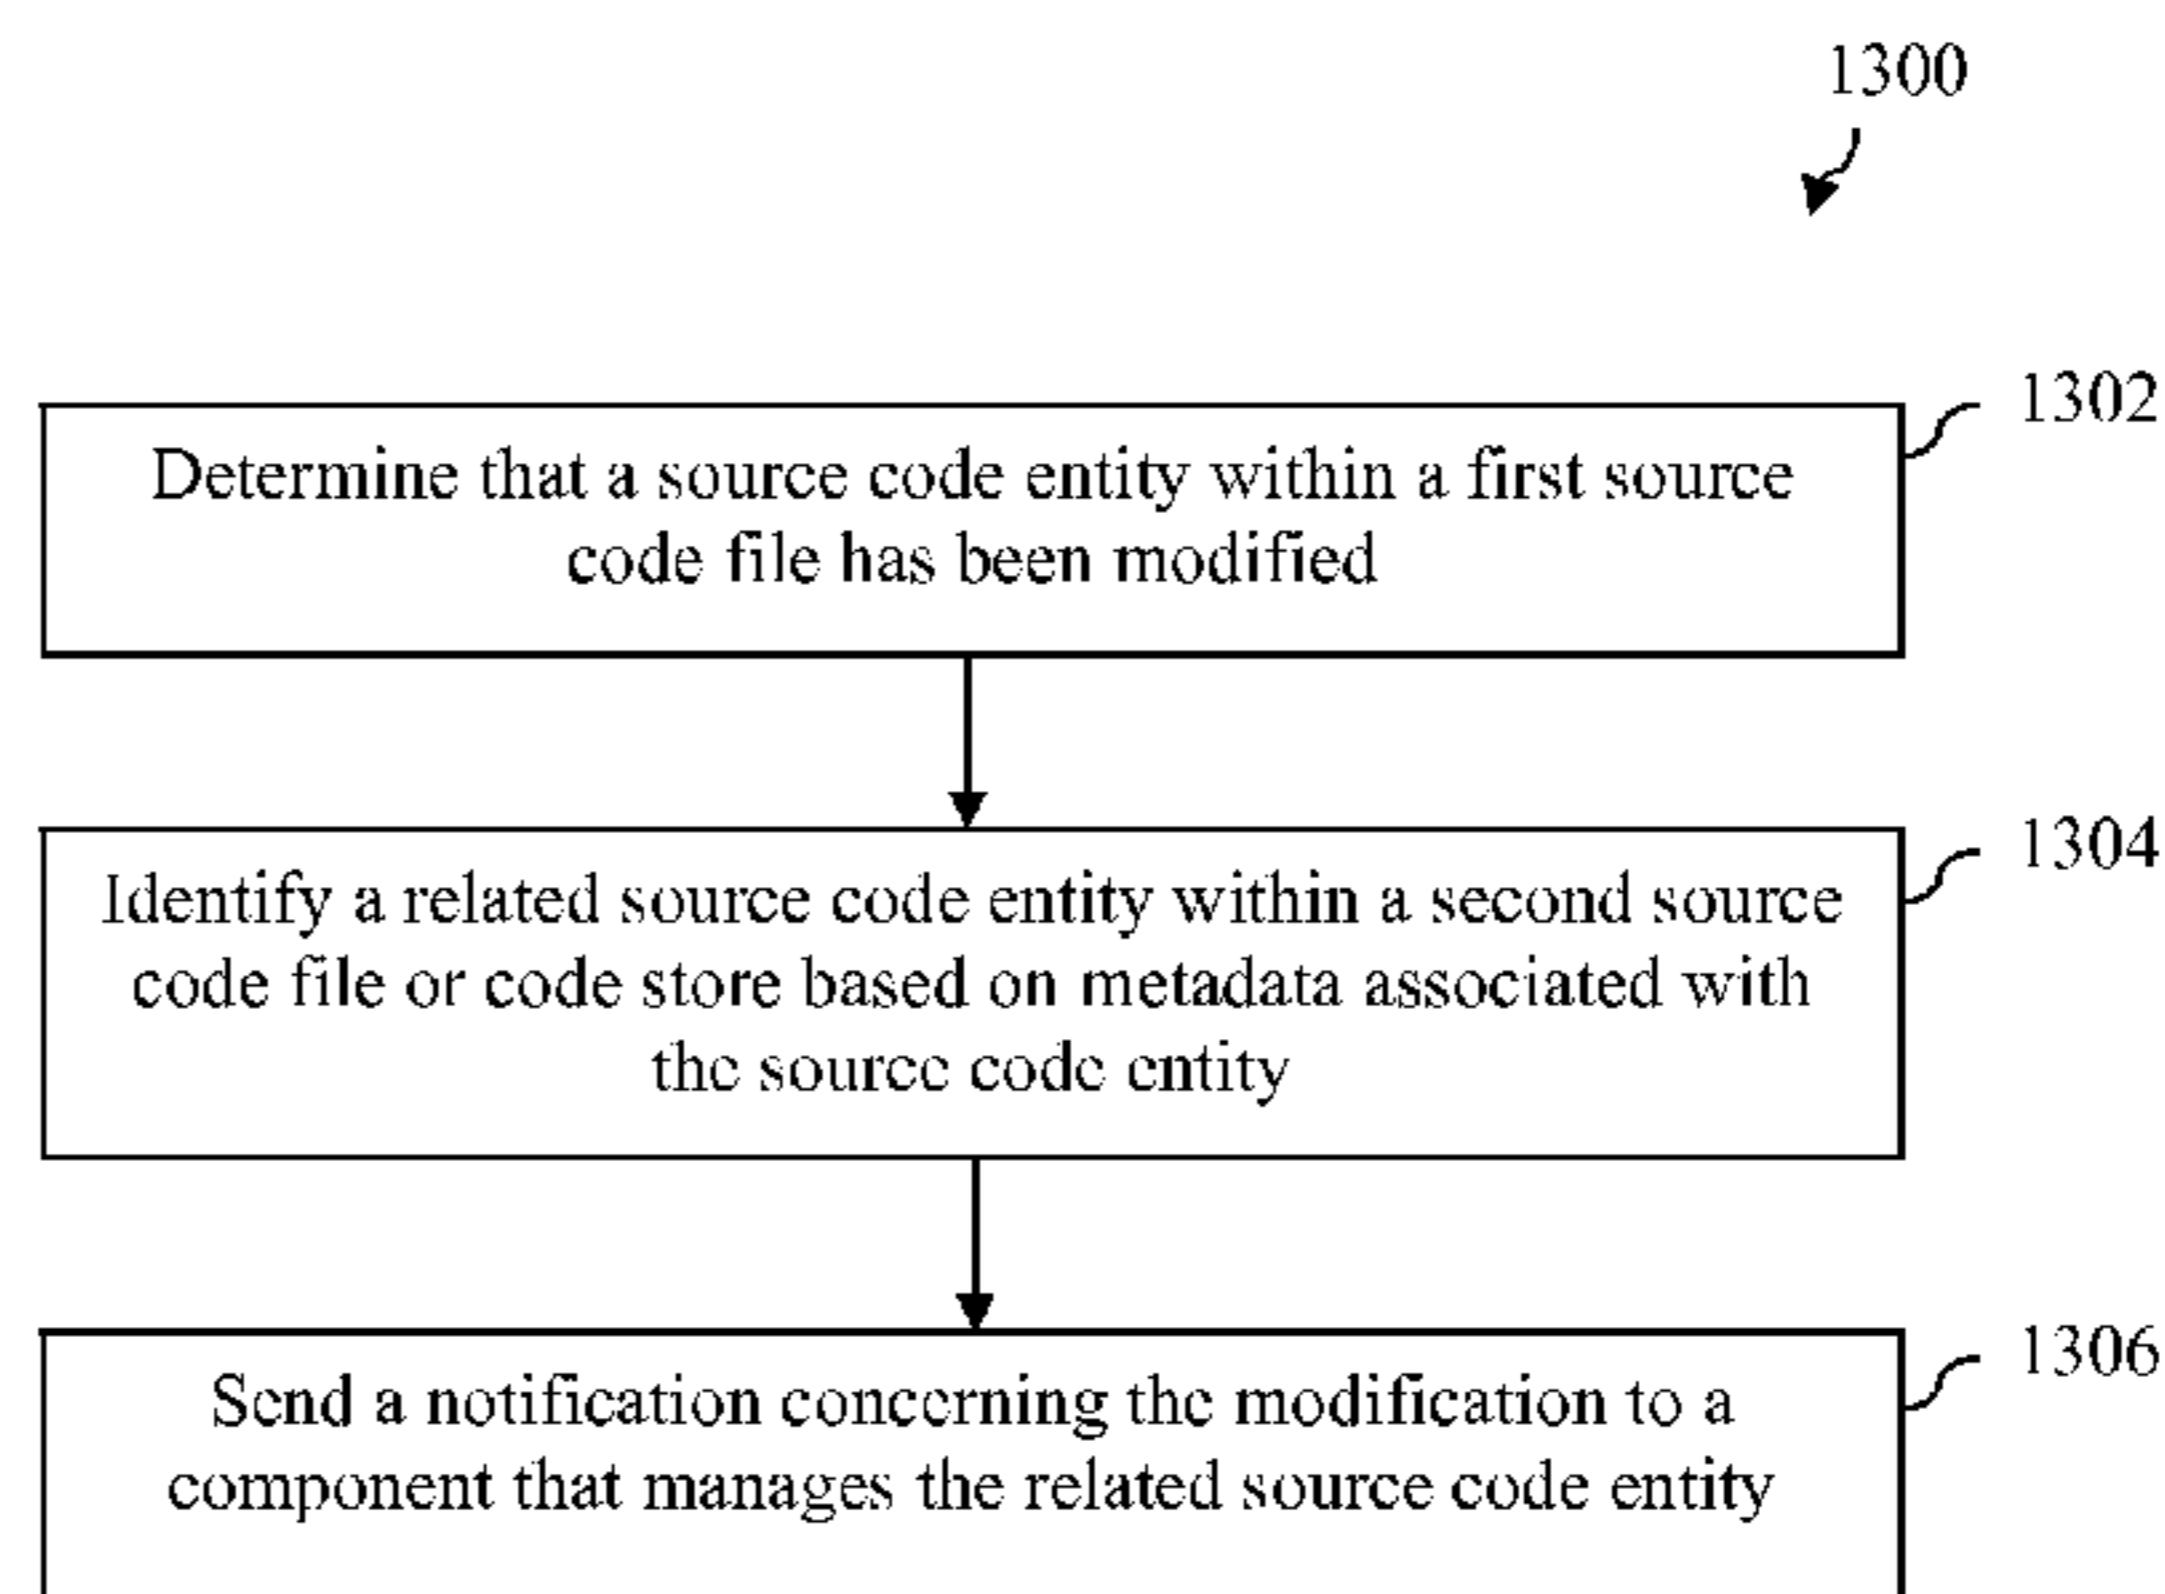 1300
1302
Determine that a source code entity within a first source
code file has been modified
1304
Identify a related source code entity within a second source
code file or code store based on metadata associated with
the source code entity
1306
Send a notification concerning the modification to a
component that manages the related source code entity